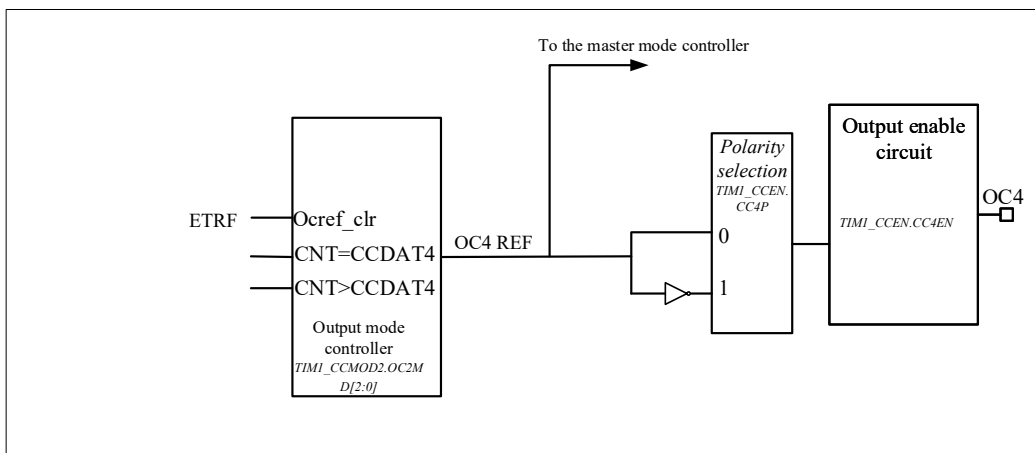 To the master mode controller
Output enable
circuit
Polarity
selection
TIM1_CCEN.
CC4P
OC4
ETRF
Ocref_clr
TIM1_CCEN.CC4EN
0
OC4 REF
CNT=CCDAT4
CNT>CCDAT4
1
Output mode
controller
TIM1_CCMOD2.OC2M
D[2:0]